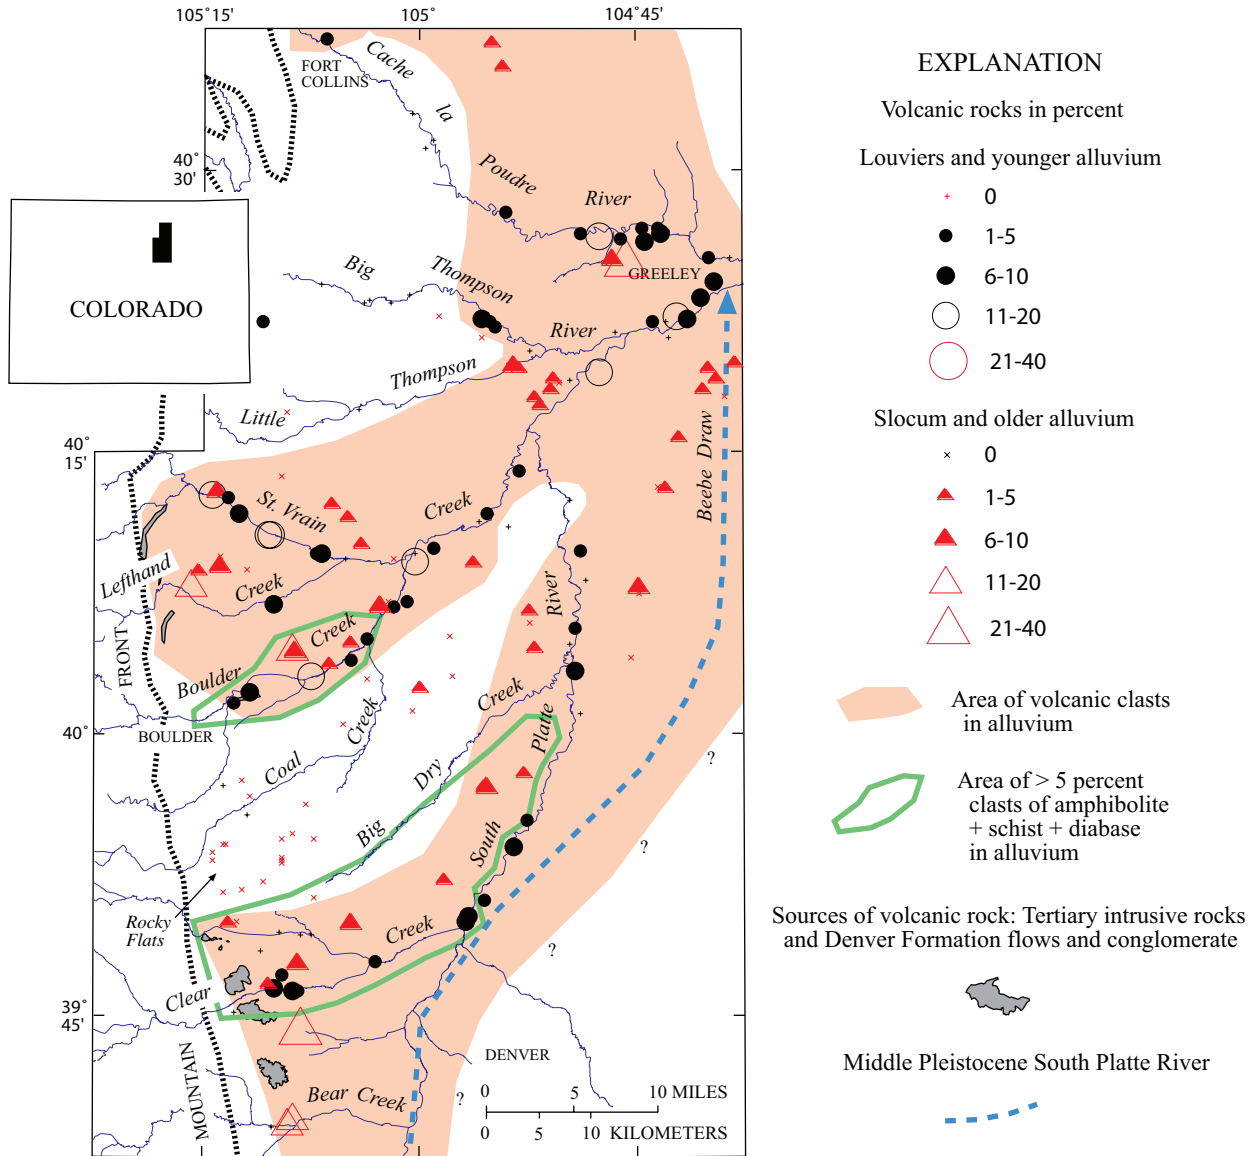 105˚15'
105˚
104˚45'
FORT
COLLINS
Cache
la
Poudre
River
40˚
30'
COLORADO
Big
Thompson
River
GREELEY
Thompson
Little
40˚
15'
Beebe Draw
St. Vrain
Creek
Lefthand
Creek
River
FRONT
Creek
Boulder
BOULDER
Creek
Creek
40˚
Coal
Dry
Platte
?
Big
South
?
Rocky
Flats
Creek
?
Clear
39˚
45'
DENVER
MOUNTAIN
Bear Creek
?
0 5 10 MILES
0 5 10 KILOMETERS
EXPLANATION
Volcanic rocks in percent
Louviers and younger alluvium
0
1-5
6-10
11-20
21-40
Slocum and older alluvium
0
1-5
6-10
11-20
21-40
Area of volcanic clasts
in alluvium
Area of > 5 percent
clasts of amphibolite
+ schist + diabase
in alluvium
Sources of volcanic rock: Tertiary intrusive rocks
and Denver Formation flows and conglomerate
Middle Pleistocene South Platte River